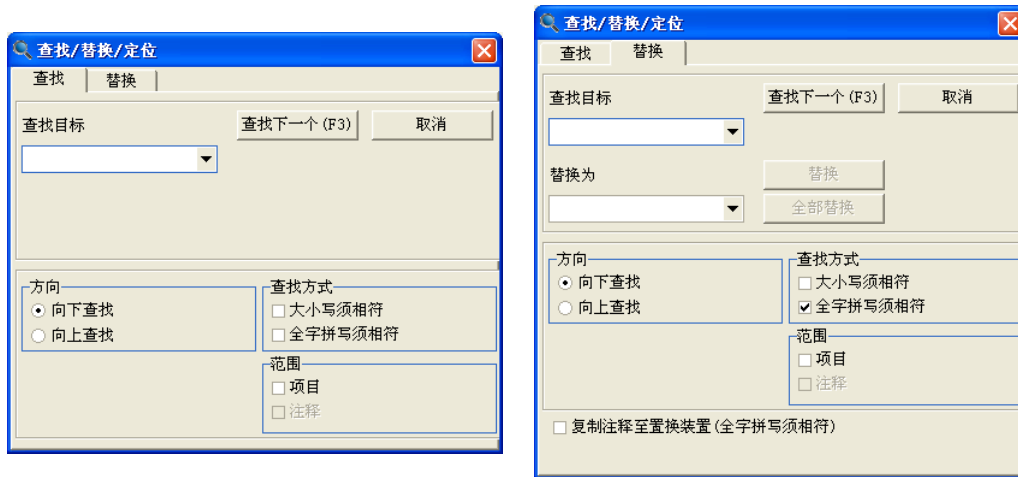 查找/替换/定位
查找 替换
查找目标 查找下一个(F3) 取消
方向 查找方式
向下查找 大小写须相符
向上查找 全字拼写须相符
范围
项目
注释
查找/替换/定位
查找 替换
查找目标 查找下一个(F3) 取消
替换为 替换
全部替换
方向 查找方式
向下查找 大小写须相符
向上查找 全字拼写须相符
范围
项目
注释
复制注释至置换装置(全字拼写须相符)